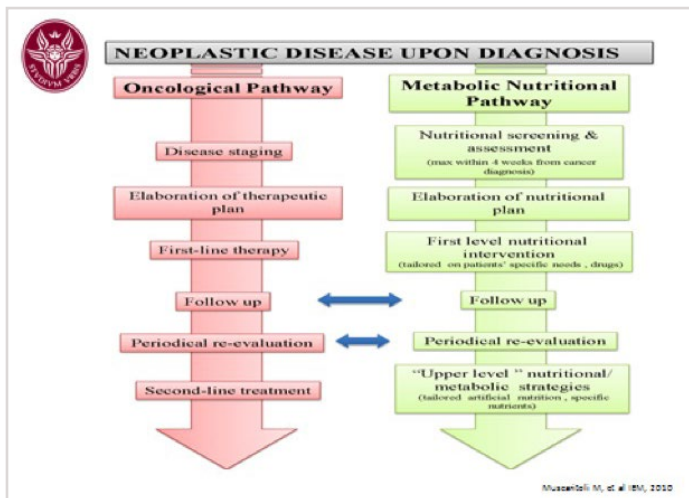 NEOPLASTIC DISEASE UPON DIAGNOSIS
Oncological Pathway
Disease staging
Elaboration of therapeutic
plan
First-line therapy
Follow up
Periodical re-evaluation
Second-line treatment
Metabolic Nutritional
Pathway
Nutritional screening &
assessment
(max within 4 weeks from cancer
diagnosis)
Elaboration of nutritional
plan
First level nutritional
intervention
(tailored on patients' specific needs , drugs)
Follow up
Periodical re-evaluation
“Upper level ” nutritional/
metabolic strategies
(tailored artificial nutrition , specific
nutrients)
STVDIVM VRBIS
M, et al IEM, 2010